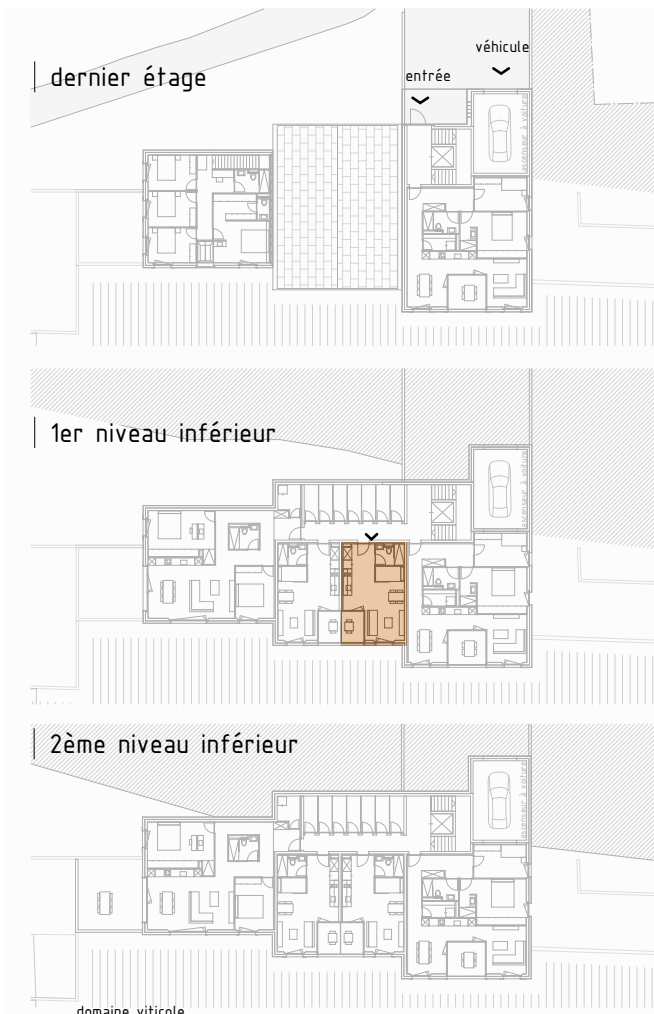 dernier étage
véhicule
entrée
ascenseur à voiture
1er niveau inférieur
ascenseur à voiture
2ème niveau inférieur
ascenseur à voiture
domaine viticole